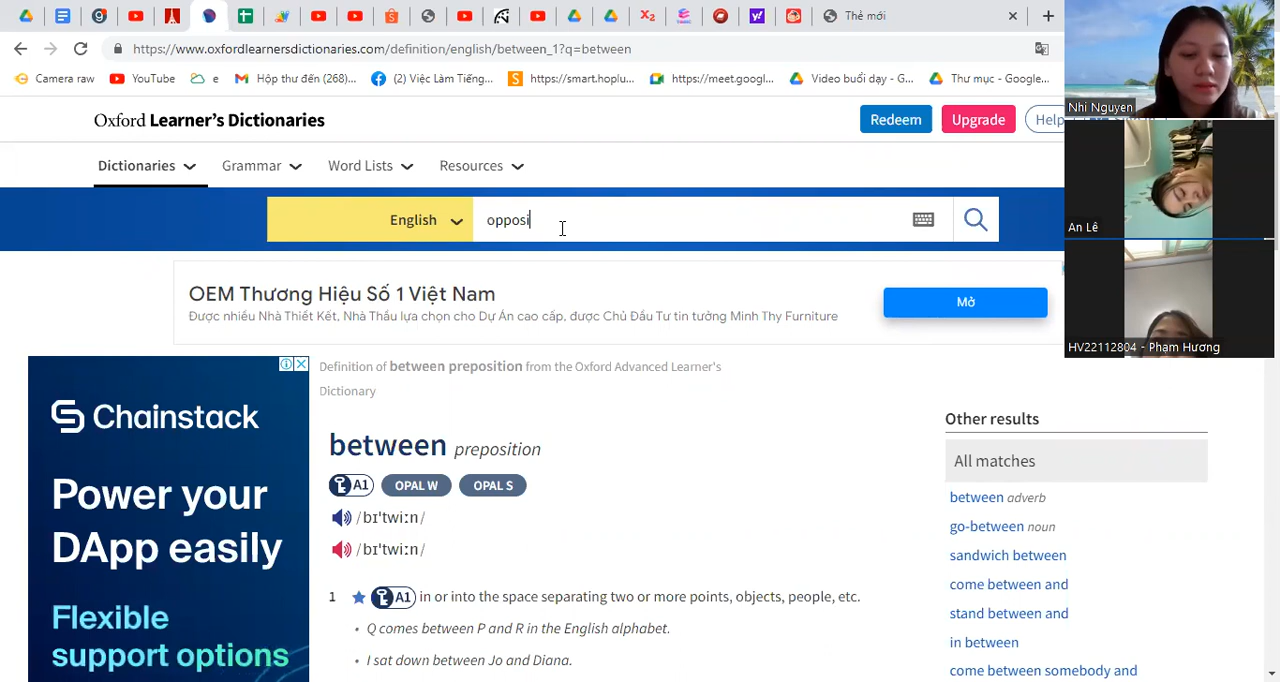 Thẻ mới
https://www.oxfordlearnersdictionaries.com/definition/english/between_1?q=between
Camera raw
YouTube
e
Hộp thư đến (268)...
(2) Việc Làm Tiếng...
https://smart.hoplu...
https://meet.googl...
Video buổi dạy - G...
Thư mục - Google...
Nhi Nguyen
An Lê
HV22112804 - Phạm Hương
Oxford Learner's Dictionaries
Redeem
Upgrade
Help
Dictionaries
Grammar
Word Lists
Resources
English
opposi
OEM Thương Hiệu Số 1 Việt Nam
Được nhiều Nhà Thiết Kết, Nhà Thầu lựa chọn cho Dự Án cao cấp, được Chủ Đầu Tư tin tưởng Minh Thy Furniture
Mở
Chainstack
Power your
DApp easily
Flexible
support options
Definition of between preposition from the Oxford Advanced Learner's
Dictionary
between preposition
A1
OPAL W
OPAL S
/bɪˈtwiːn/
/bɪˈtwiːn/
1 A1 in or into the space separating two or more points, objects, people, etc.
• Q comes between P and R in the English alphabet.
• I sat down between Jo and Diana.
Other results
All matches
between adverb
go-between noun
sandwich between
come between and
stand between and
in between
come between somebody and